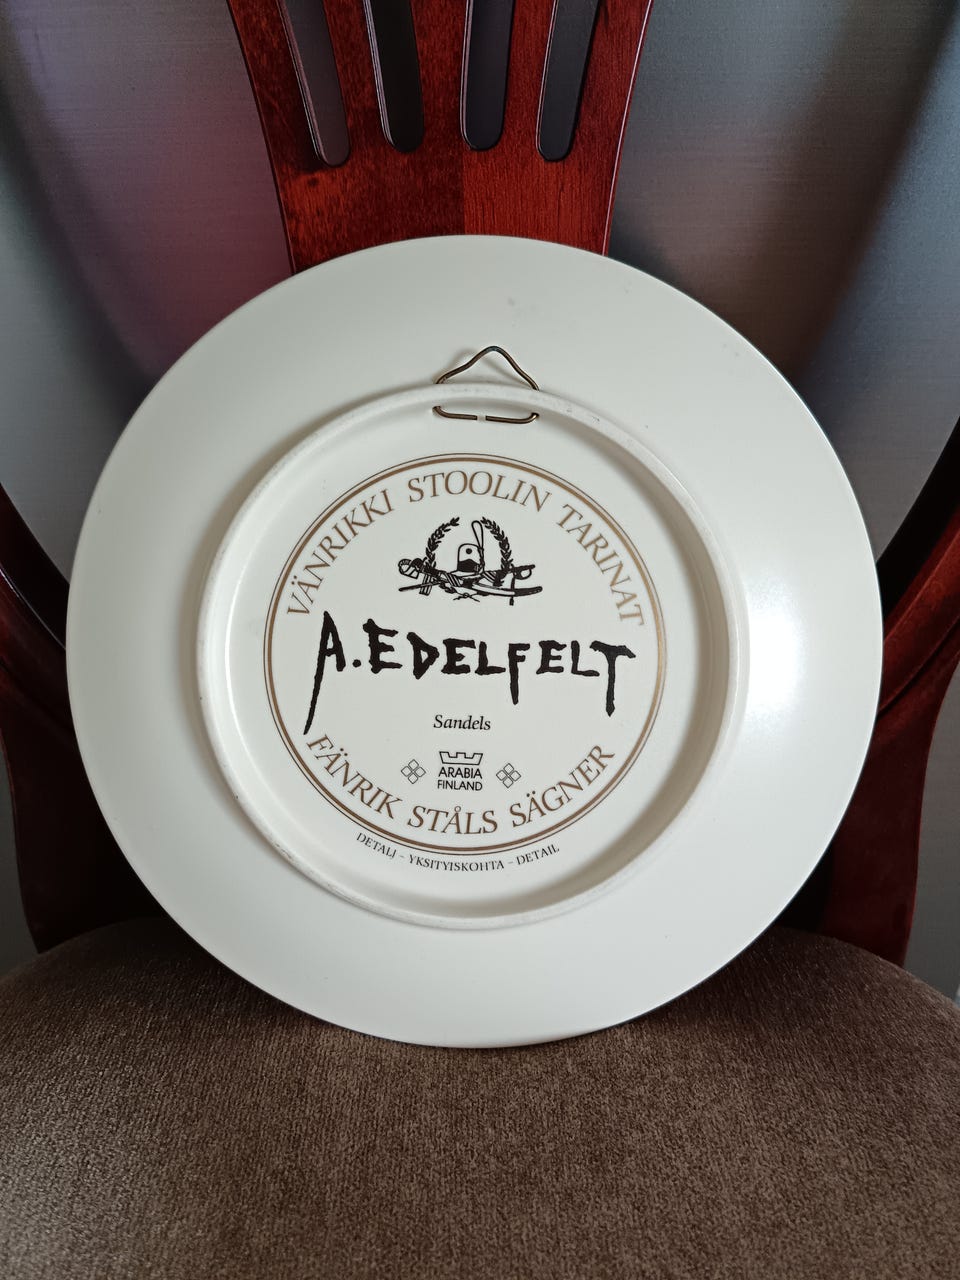 VÄNRIKKI STOOLIN TARINAT
A. EDELFELT
Sandels
ARABIA
FINLAND
FÄNRIK STÅLS SÄGNER
DETALJ – YKSITYISKOHTA – DETAIL